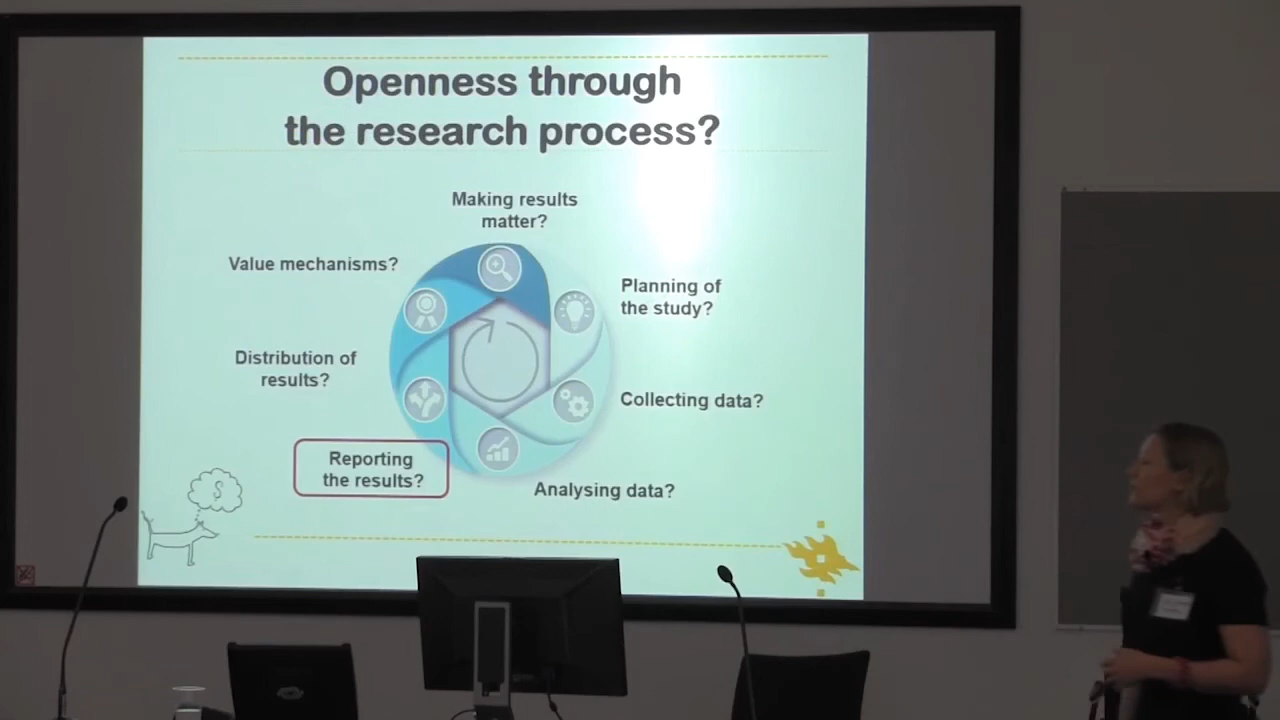 Openness through
the research process?
Making results
matter?
Value mechanisms?
Planning of
the study?
Distribution of
results?
Collecting data?
Reporting
the results?
Analysing data?
S